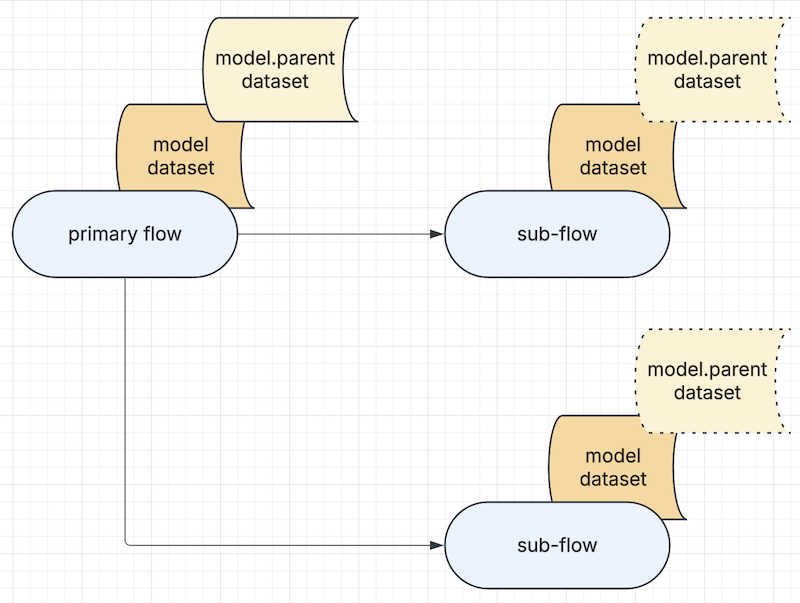 model.parent
dataset
model.parent
dataset
model
dataset
model
dataset
primary flow
sub-flow
model.parent
dataset
model
dataset
sub-flow